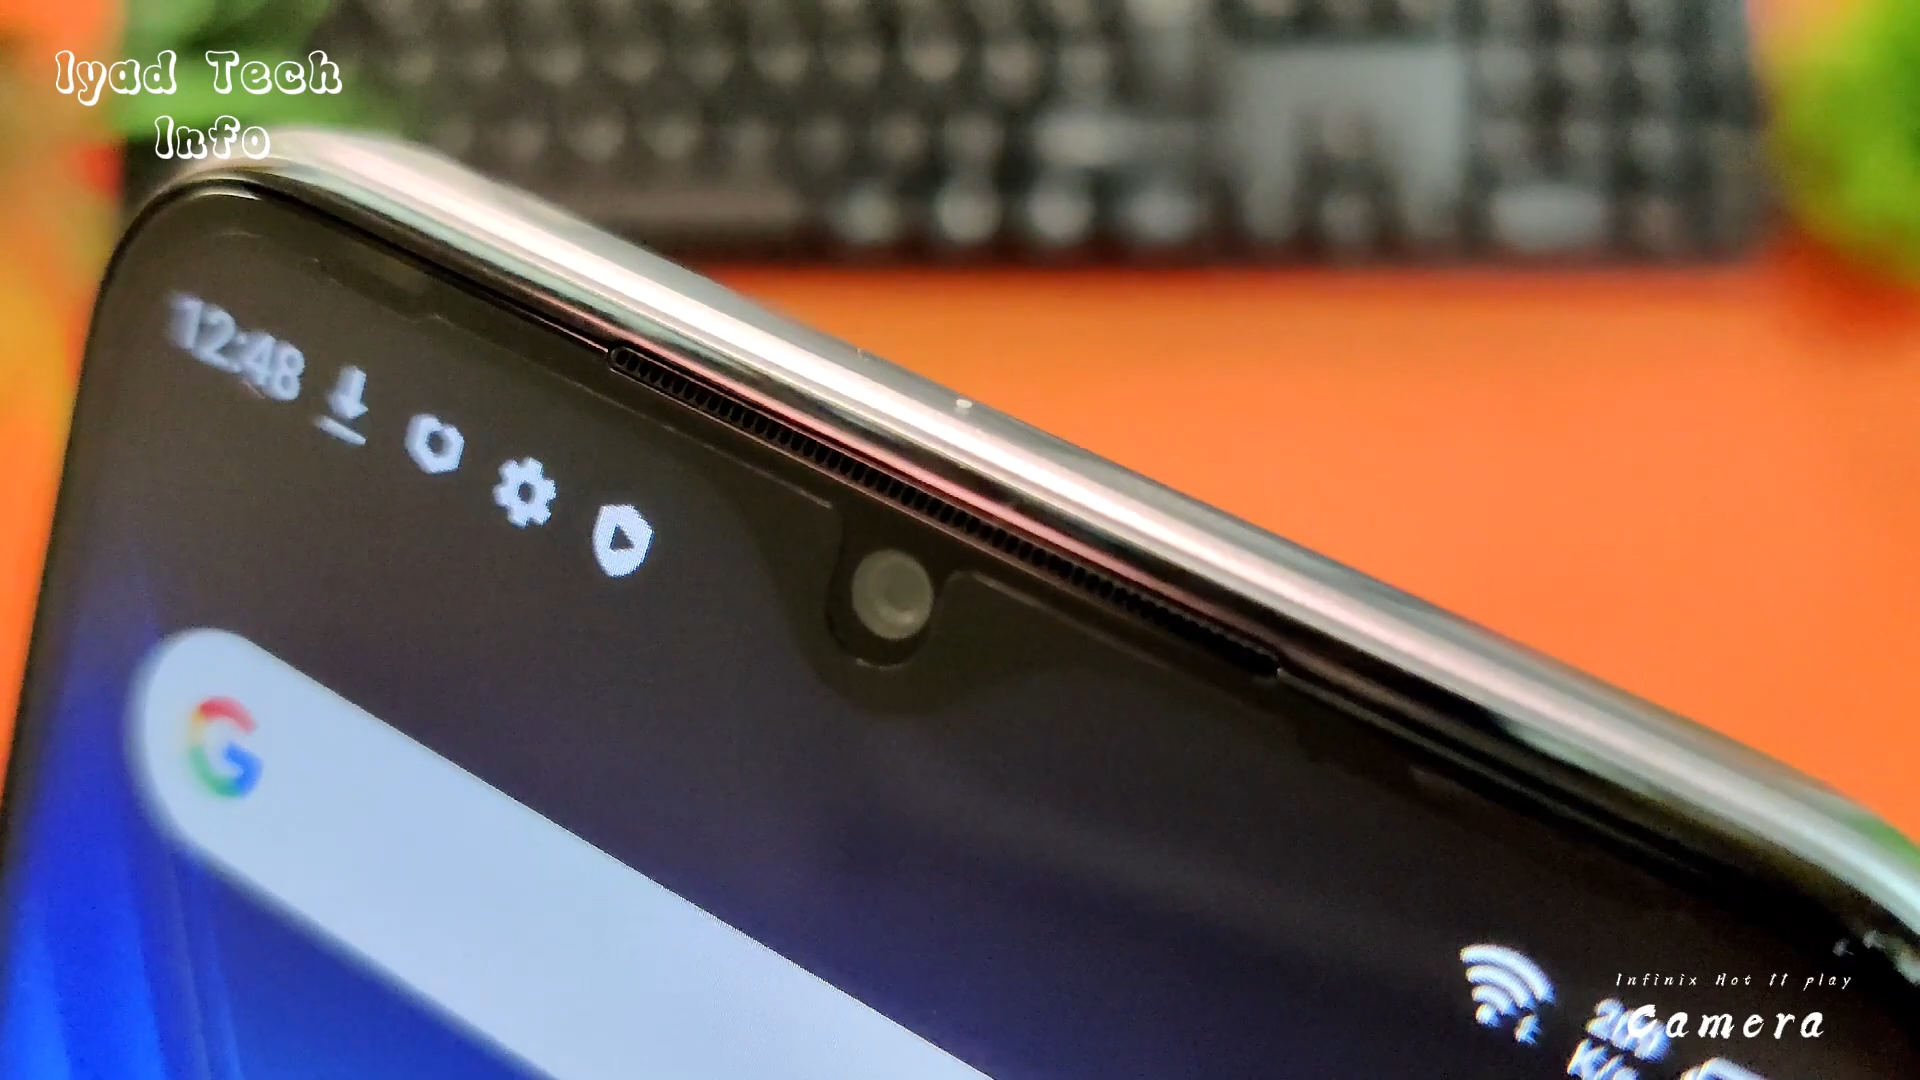 Iyad Tech
Info
12:48
G
Infinix Hot 11 play
Camera